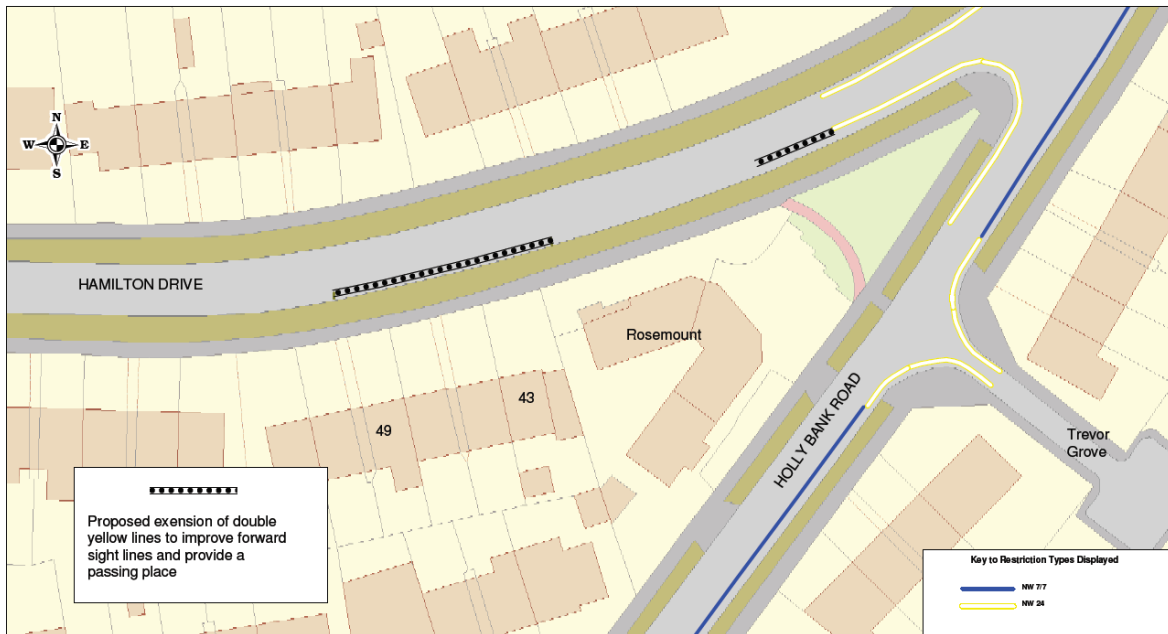 N
W E
S
HAMILTON DRIVE
Rosemount
43
49
HOLLY BANK ROAD
Trevor
Grove
Proposed exension of double
yellow lines to improve forward
sight lines and provide a
passing place
Key to Restriction Types Displayed
NW 7/7
NW 24